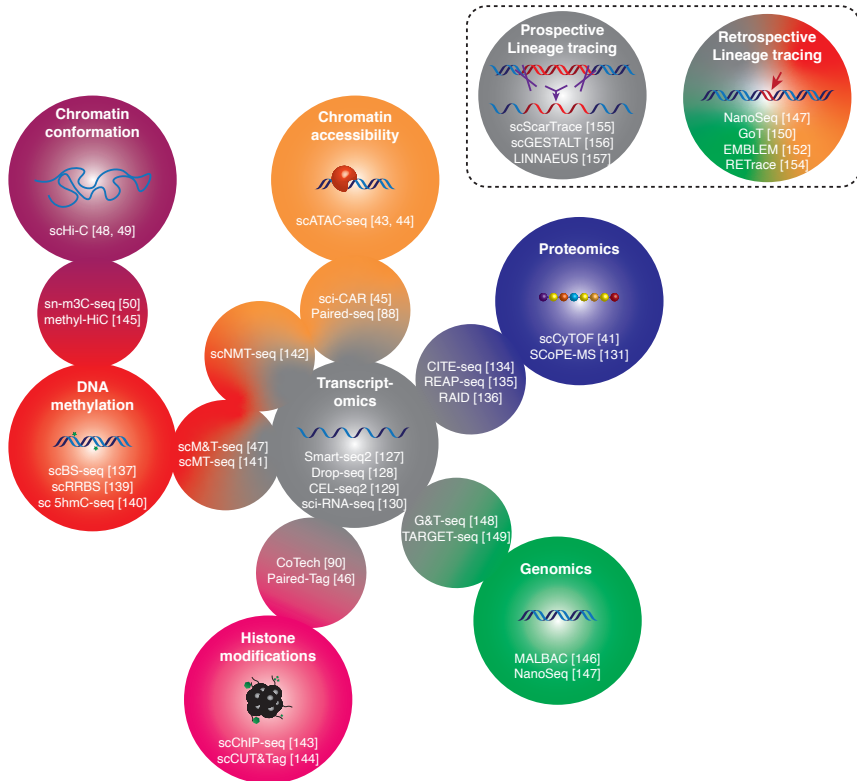 Prospective
Lineage tracing
scScarTrace [155]
scGESTALT [156]
LINNAEUS [157]
Retrospective
Lineage tracing
NanoSeq [147]
GoT [150]
EMBLEM [152]
RETrace [154]
Chromatin
conformation
scHi-C [48, 49]
Chromatin
accessibility
scATAC-seq [43, 44]
Proteomics
scCyTOF [41]
SCoPE-MS [131]
sn-m3C-seq [50]
methyl-HiC [145]
sci-CAR [45]
Paired-seq [88]
scNMT-seq [142]
CITE-seq [134]
REAP-seq [135]
RAID [136]
DNA
methylation
scBS-seq [137]
scRRBS [139]
sc 5hmC-seq [140]
scM&T-seq [47]
scMT-seq [141]
Transcript-
omics
Smart-seq2 [127]
Drop-seq [128]
CEL-seq2 [129]
sci-RNA-seq [130]
G&T-seq [148]
TARGET-seq [149]
CoTech [90]
Paired-Tag [46]
Genomics
MALBAC [146]
NanoSeq [147]
Histone
modifications
scChIP-seq [143]
scCUT&Tag [144]